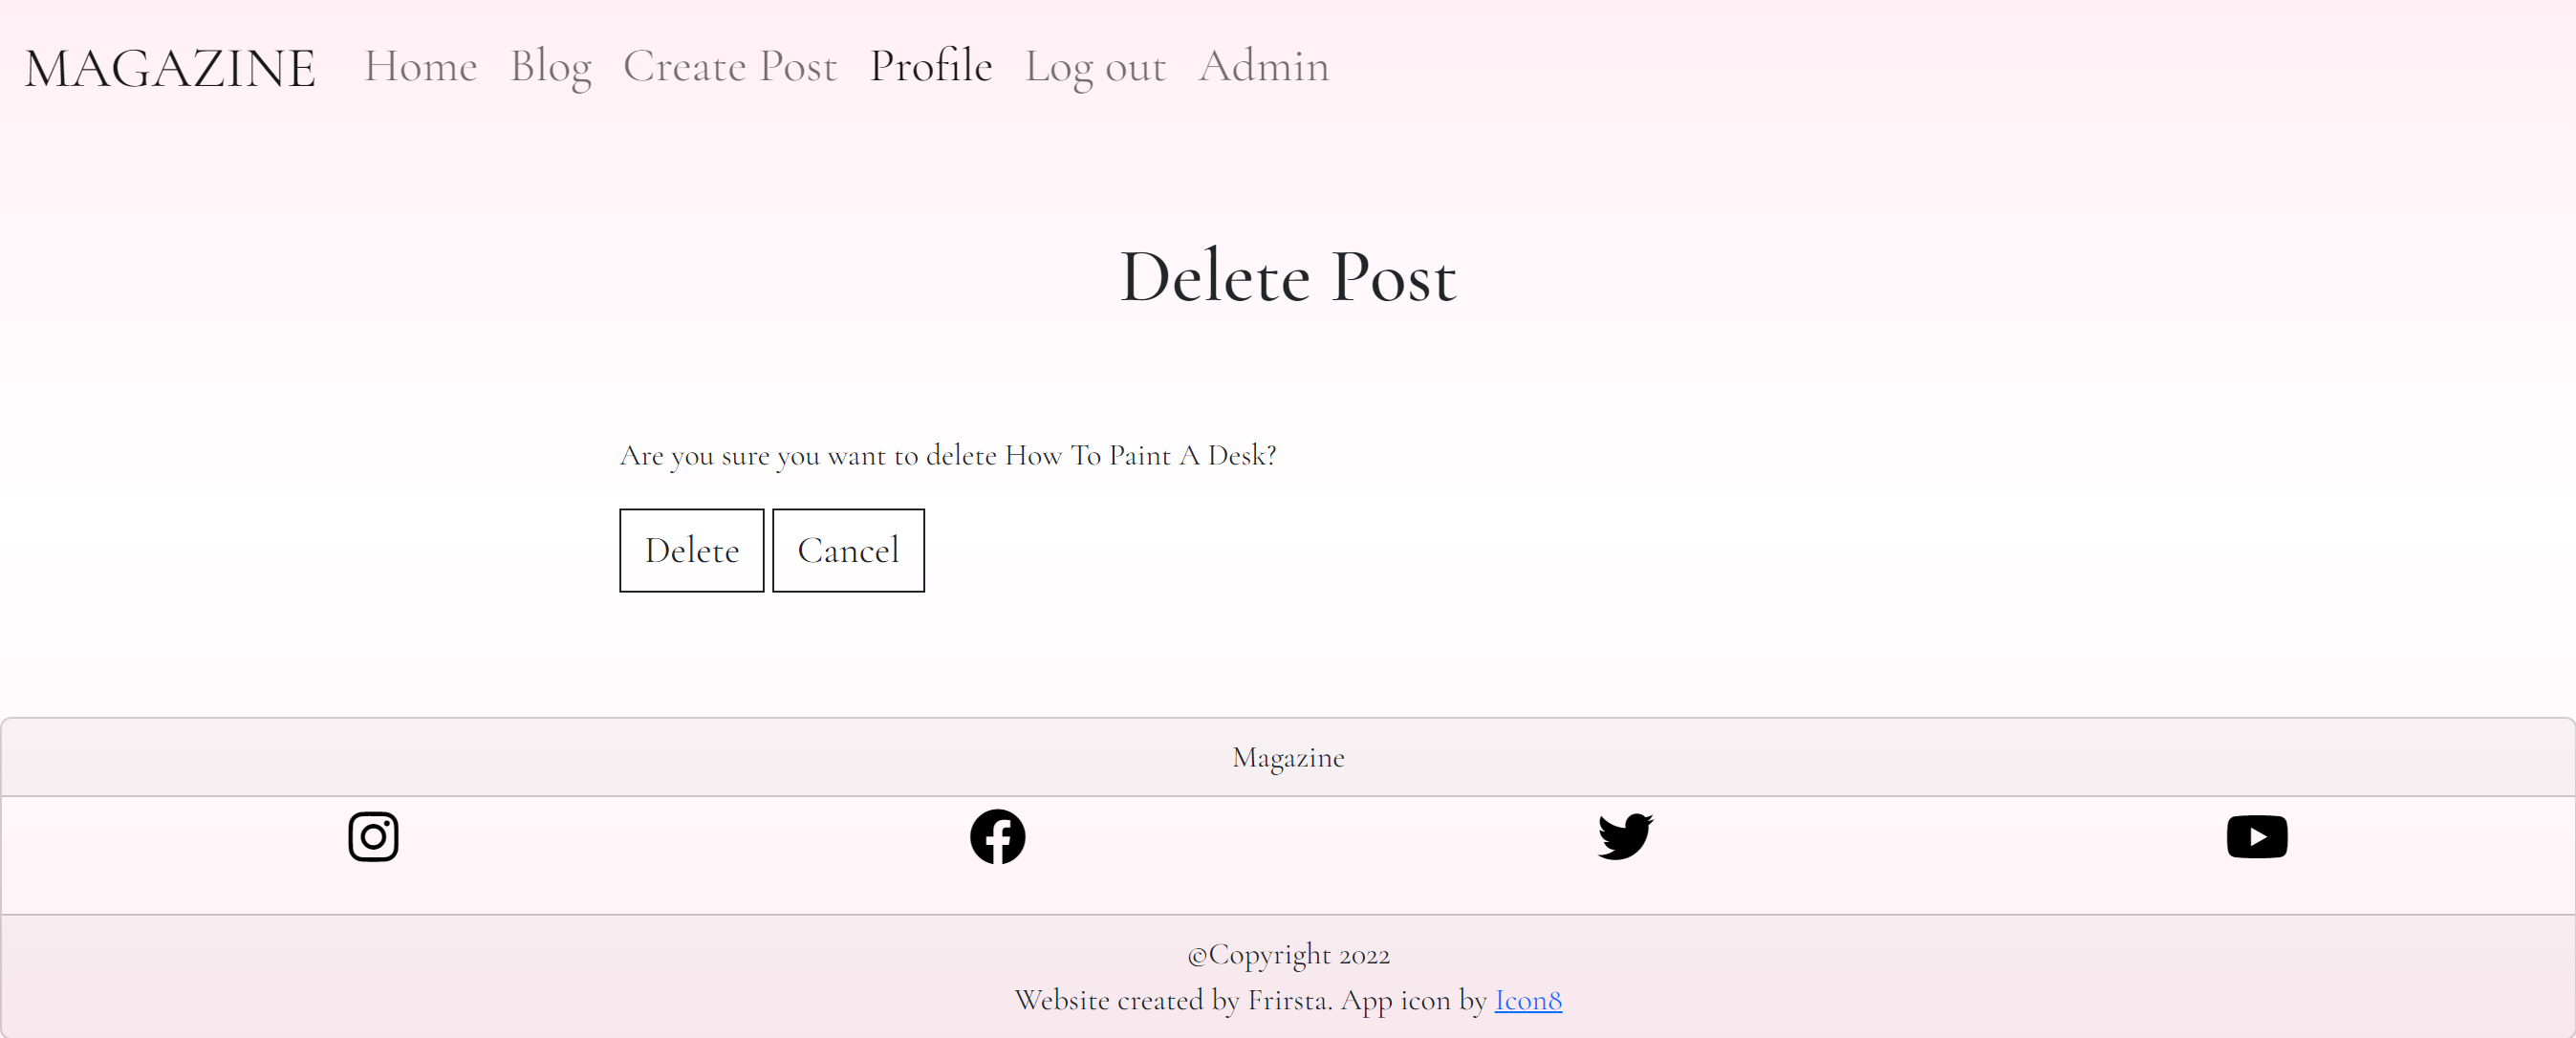 MAGAZINE Home Blog Create Post Profile Log out Admin
Delete Post
Are you sure you want to delete How To Paint A Desk?
Delete Cancel
Magazine
©Copyright 2022
Website created by Frirsta. App icon by Icon8